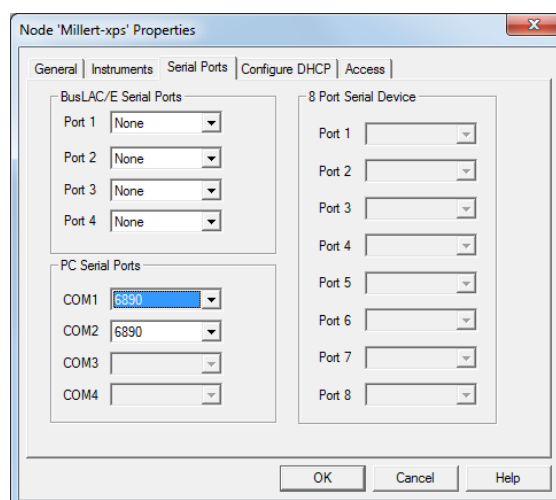 Node 'Millert-xps' Properties
General Instruments Serial Ports Configure DHCP Access
BusLAC/E Serial Ports
Port 1 None
Port 2 None
Port 3 None
Port 4 None
PC Serial Ports
COM1 6890
COM2 6890
COM3
COM4
8 Port Serial Device
Port 1
Port 2
Port 3
Port 4
Port 5
Port 6
Port 7
Port 8
OK Cancel Help